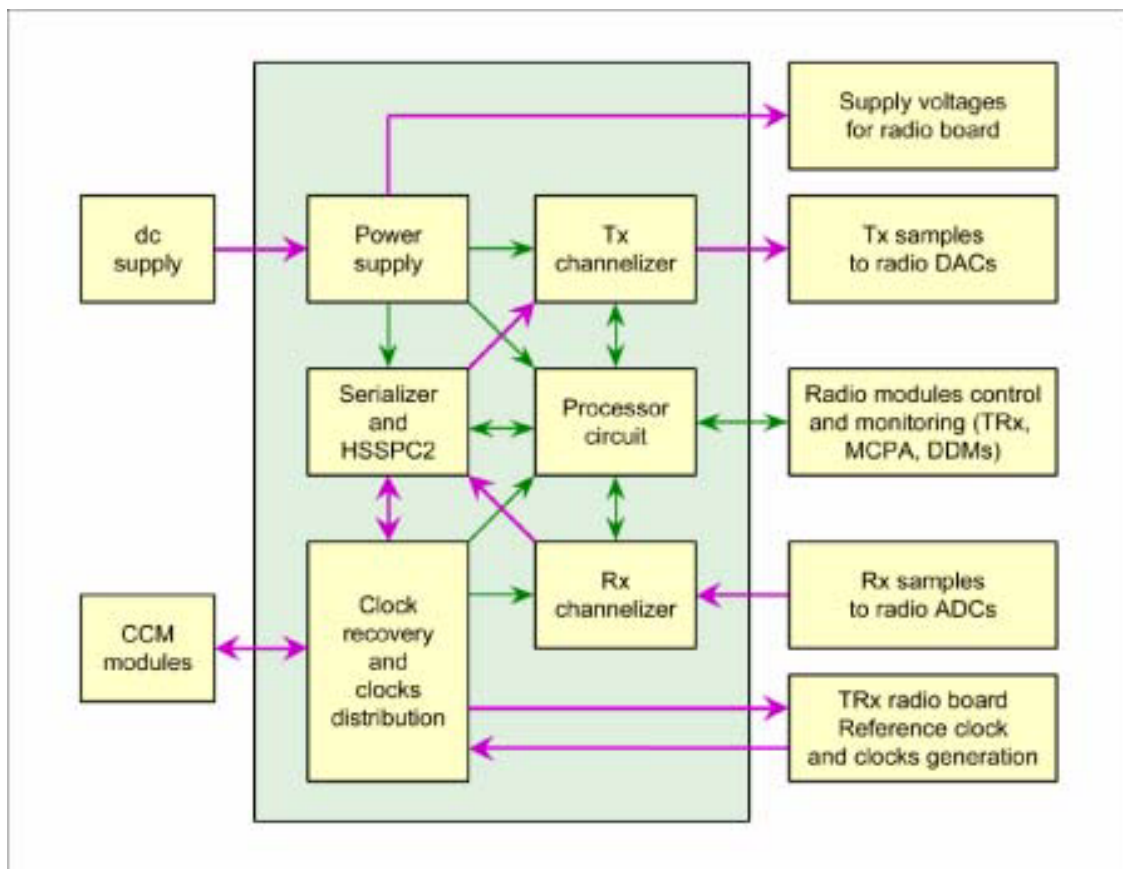 Supply voltages
for radio board
dc
supply
Power
supply
Tx
channelizer
Tx samples
to radio DACs
Serializer
and
HSSPC2
Processor
circuit
Radio modules control
and monitoring (TRx,
MCPA, DDMs)
CCM
modules
Clock
recovery
and
clocks
distribution
Rx
channelizer
Rx samples
to radio ADCs
TRx radio board
Reference clock
and clocks generation